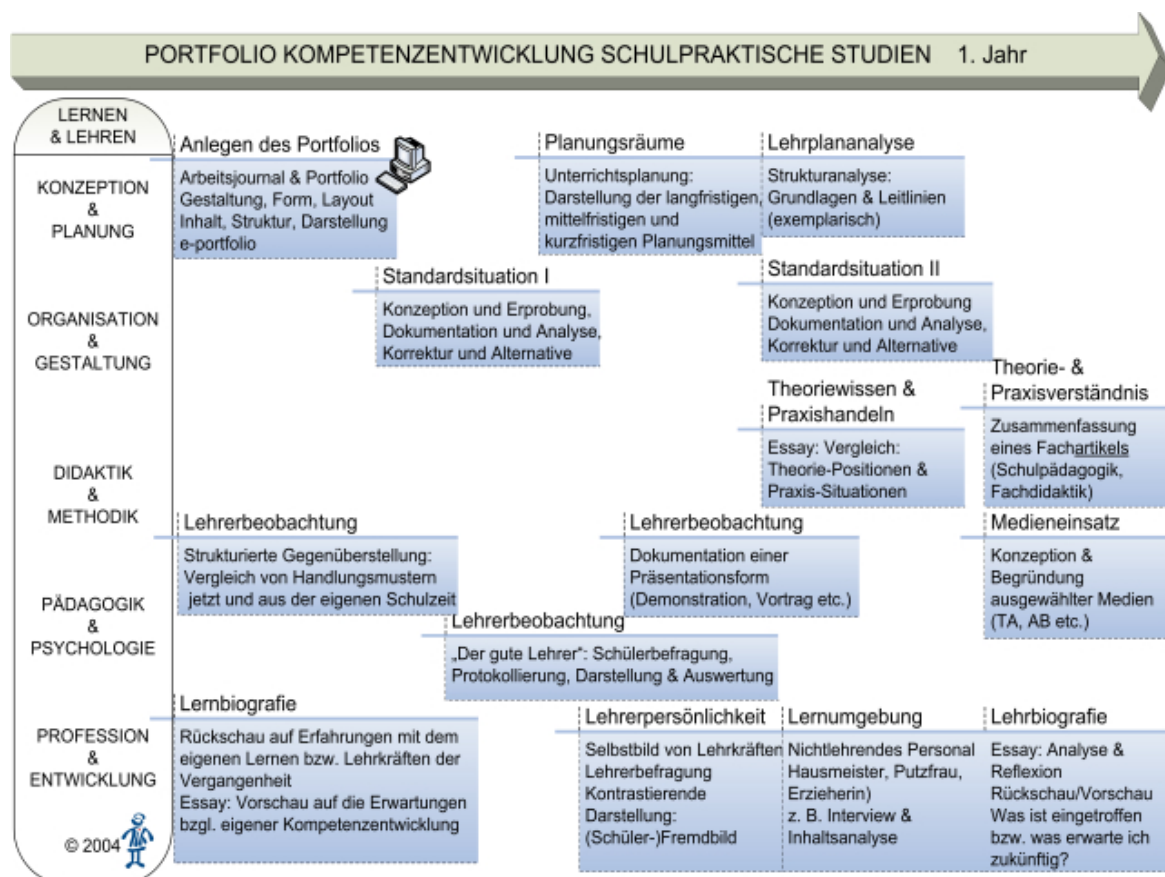 PORTFOLIO KOMPETENZENTWICKLUNG SCHULPRAKTISCHE STUDIEN 1. Jahr
LERNEN
& LEHREN
KONZEPTION
&
PLANUNG
ORGANISATION
&
GESTALTUNG
DIDAKTIK
&
METHODIK
PÄDAGOGIK
&
PSYCHOLOGIE
PROFESSION
&
ENTWICKLUNG
© 2004
Anlegen des Portfolios
Arbeitsjournal & Portfolio
Gestaltung, Form, Layout
Inhalt, Struktur, Darstellung
e-portfolio
Planungsräume
Unterrichtsplanung:
Darstellung der langfristigen,
mittelfristigen und
kurzfristigen Planungsmittel
Lehrplananalyse
Strukturanalyse:
Grundlagen & Leitlinien
(exemplarisch)
Standardsituation I
Konzeption und Erprobung,
Dokumentation und Analyse,
Korrektur und Alternative
Standardsituation II
Konzeption und Erprobung
Dokumentation und Analyse,
Korrektur und Alternative
Theoriewissen &
Praxishandeln
Essay: Vergleich:
Theorie-Positionen &
Praxis-Situationen
Theorie- &
Praxisverständnis
Zusammenfassung
eines Fachartikels
(Schulpädagogik,
Fachdidaktik)
Lehrerbeobachtung
Strukturierte Gegenüberstellung:
Vergleich von Handlungsmustern
jetzt und aus der eigenen Schulzeit
Lehrerbeobachtung
Dokumentation einer
Präsentationsform
(Demonstration, Vortrag etc.)
Medieneinsatz
Konzeption &
Begründung
ausgewählter Medien
(TA, AB etc.)
Lehrerbeobachtung
„Der gute Lehrer“: Schülerbefragung,
Protokollierung, Darstellung & Auswertung
Lernbiografie
Rückschau auf Erfahrungen mit dem
eigenen Lernen bzw. Lehrkräften der
Vergangenheit
Essay: Vorschau auf die Erwartungen
bzgl. eigener Kompetenzentwicklung
Lehrerpersönlichkeit
Selbstbild von Lehrkräften
Lehrerbefragung
Kontrastierende
Darstellung:
(Schüler-)Fremdbild
Lernumgebung
Nichtlehrendes Personal
Hausmeister, Putzfrau,
Erzieherin)
z. B. Interview &
Inhaltsanalyse
Lehrbiografie
Essay: Analyse &
Reflexion
Rückschau/Vorschau
Was ist eingetroffen
bzw. was erwarte ich
zukünftig?